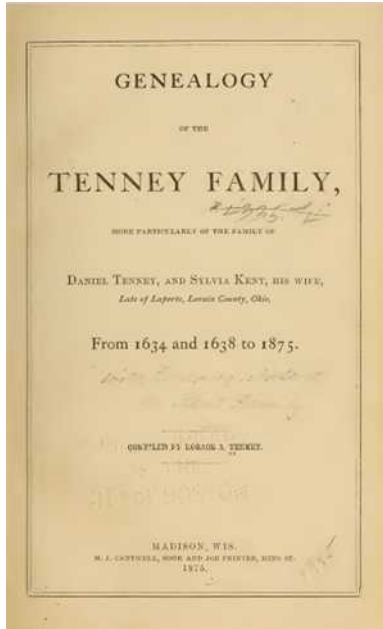 GENEALOGY
OF THE
TENNEY FAMILY,
MORE PARTICULARLY OF THE FAMILY OF
DANIEL TENNEY, AND SYLVIA KENT, HIS WIFE,
Late of Laporte, Lorain County, Ohio,
From 1634 and 1638 to 1875.
COMPILED BY HORACE A. TENNEY.
MADISON, WIS.
M. J. CANTWELL, BOOK AND JOB PRINTER, KING ST.
1875.